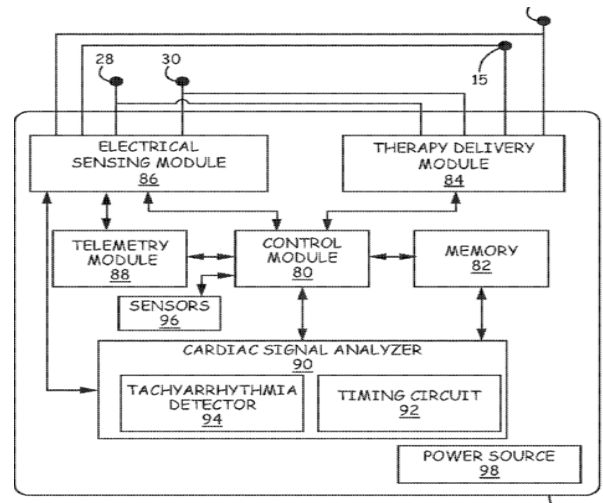 28
30
15
ELECTRICAL
SENSING MODULE
86
THERAPY DELIVERY
MODULE
84
TELEMETRY
MODULE
88
CONTROL
MODULE
80
MEMORY
82
SENSORS
96
CARDIAC SIGNAL ANALYZER
90
TACHYARRHYTHMIA
DETECTOR
94
TIMING CIRCUIT
92
POWER SOURCE
98